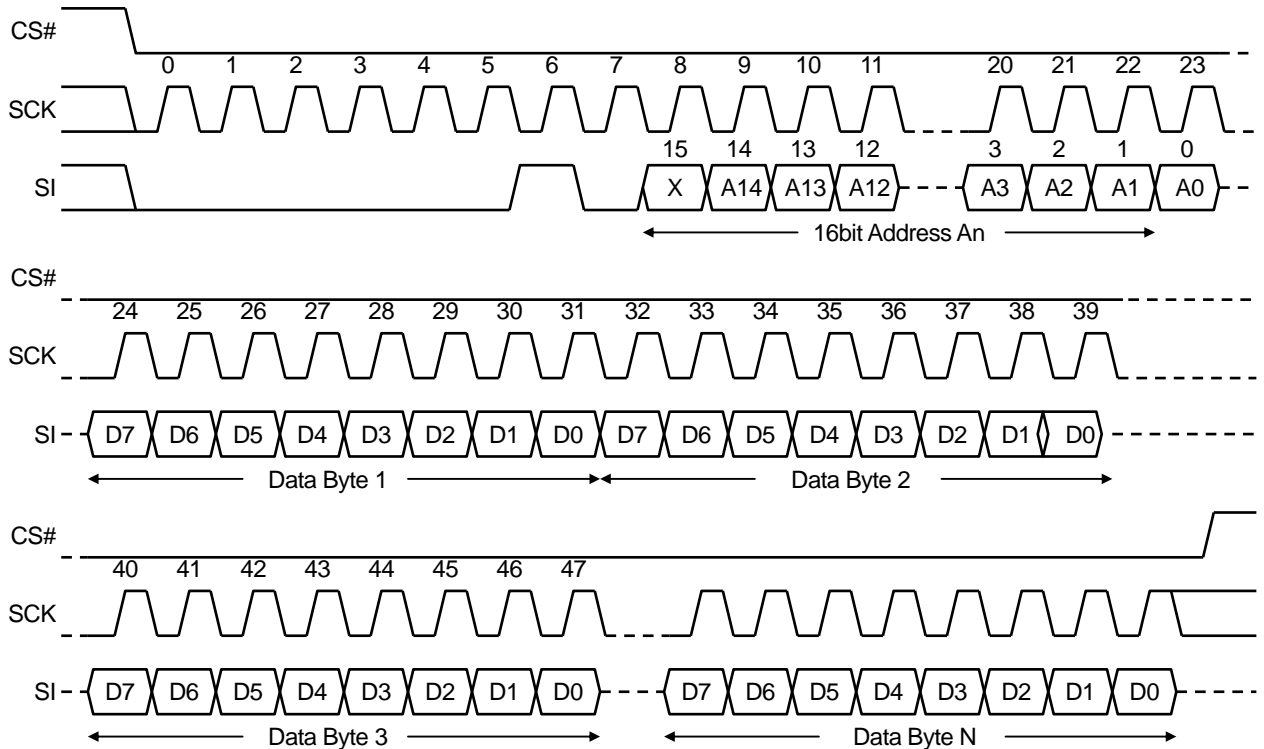 CS#
0 1 2 3 4 5 6 7 8 9 10 11 20 21 22 23
SCK
15 14 13 12 3 2 1 0
SI X A14 A13 A12 A3 A2 A1 A0
16bit Address An
CS#
24 25 26 27 28 29 30 31 32 33 34 35 36 37 38 39
SCK
SI D7 D6 D5 D4 D3 D2 D1 D0 D7 D6 D5 D4 D3 D2 D1 D0
Data Byte 1 Data Byte 2
CS#
40 41 42 43 44 45 46 47
SCK
SI D7 D6 D5 D4 D3 D2 D1 D0 D7 D6 D5 D4 D3 D2 D1 D0
Data Byte 3 Data Byte N